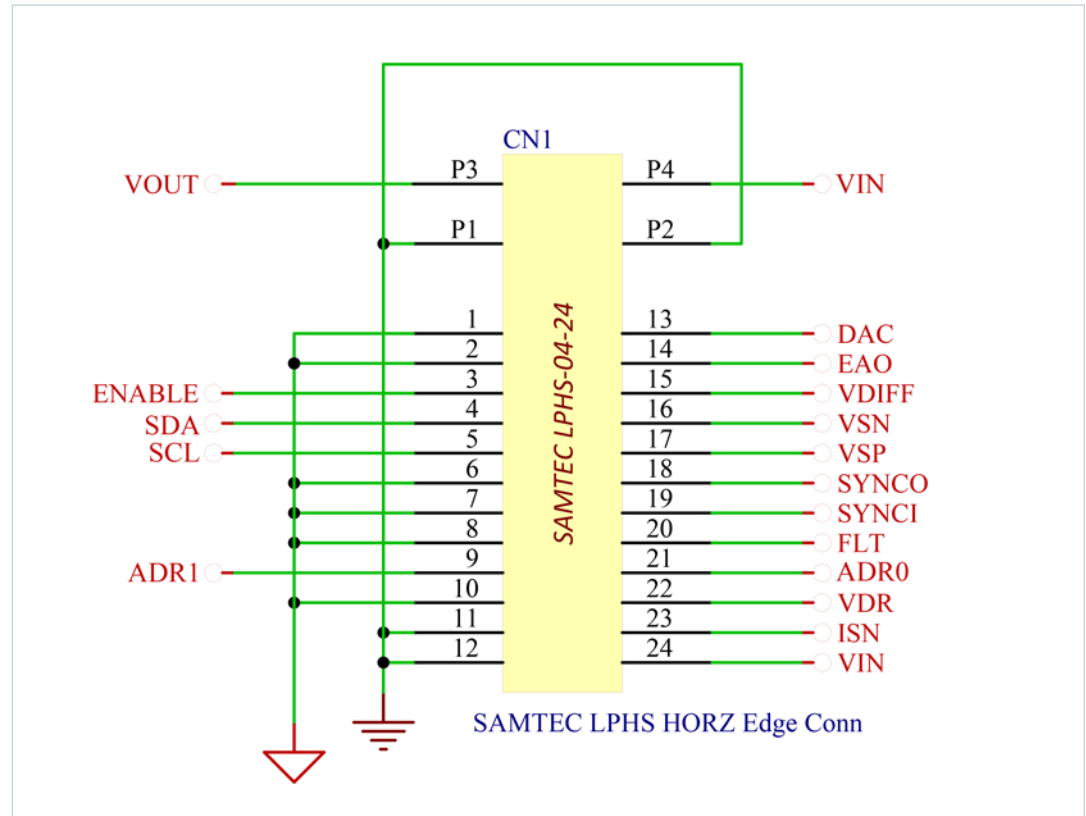 CN1
VOUT P3 P4 VIN
P1 P2
1 13 DAC
2 14 EAO
ENABLE 3 15 VDIFF
SDA 4 16 VSN
SCL 5 17 VSP
6 18 SYNCO
7 19 SYNCI
8 20 FLT
ADR1 9 21 ADR0
10 22 VDR
11 23 ISN
12 24 VIN
SAMTEC LPHS-04-24
SAMTEC LPHS HORZ Edge Conn